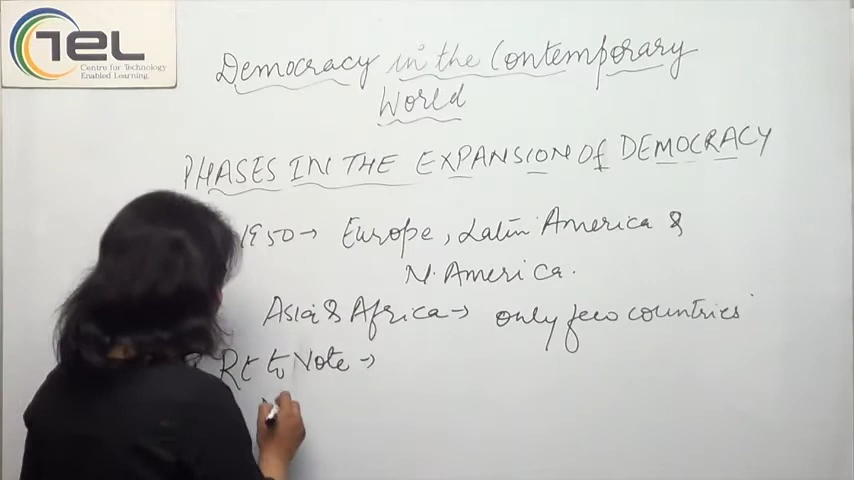 TEL
Centre for Technology
Enabled Learning.
Democracy in the Contemporary
World
PHASES IN THE EXPANSION Of DEMOCRACY
1950→ Europe, Latin America &
N. America.
Asia & Africa→ only few countries
Rt to Vote →